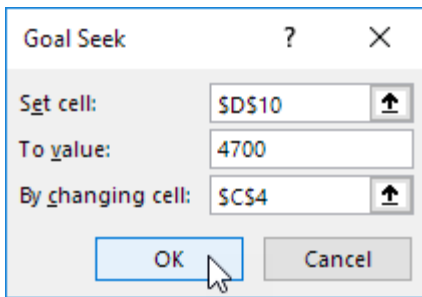 Goal Seek ?
Set cell: $D$10
To value: 4700
By changing cell: $C$4
OK Cancel